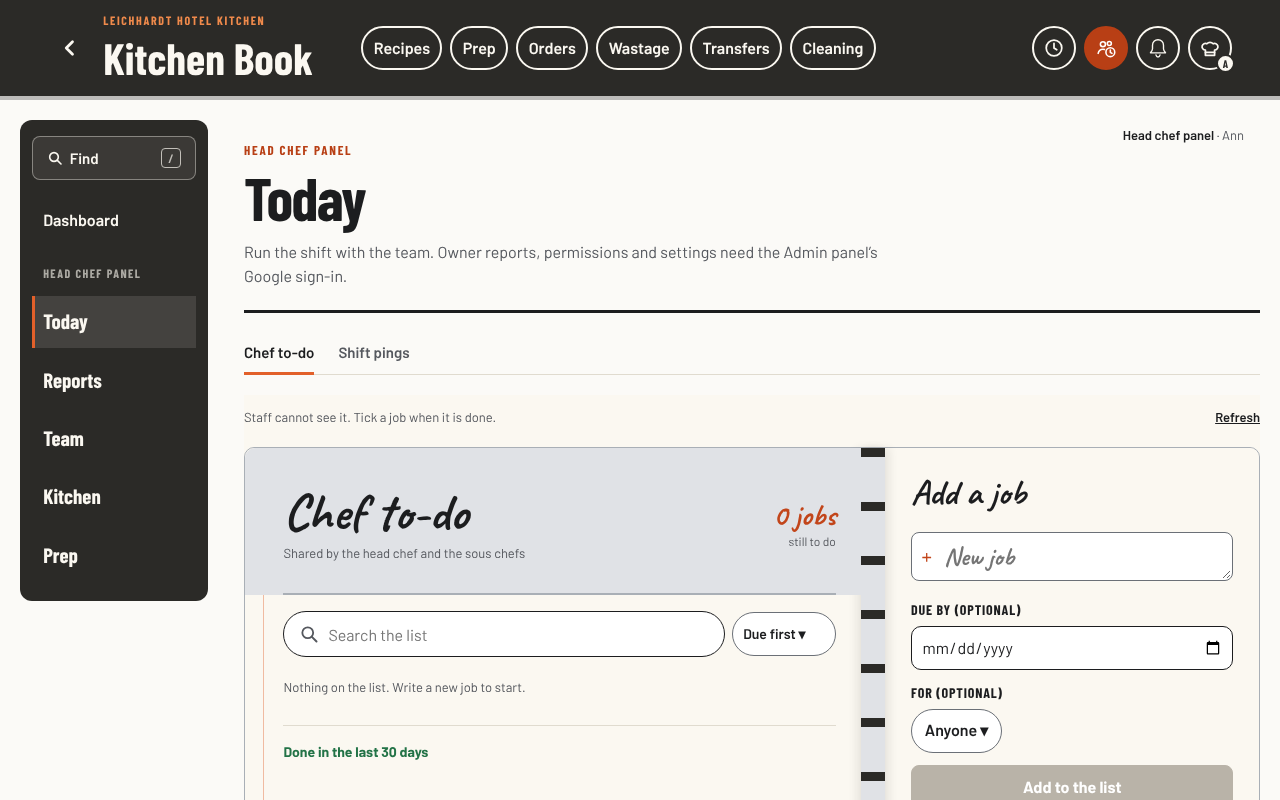 LEICHHARDT HOTEL KITCHEN
Kitchen Book
Recipes
Prep
Orders
Wastage
Transfers
Cleaning
A
Find
/
Dashboard
HEAD CHEF PANEL
Today
Reports
Team
Kitchen
Prep
Head chef panel · Ann
HEAD CHEF PANEL
Today
Run the shift with the team. Owner reports, permissions and settings need the Admin panel's
Google sign-in.
Chef to-do
Shift pings
Staff cannot see it. Tick a job when it is done.
Refresh
Chef to-do
Shared by the head chef and the sous chefs
0 jobs
still to do
Search the list
Due first ▾
Nothing on the list. Write a new job to start.
Done in the last 30 days
Add a job
+ New job
DUE BY (OPTIONAL)
mm/dd/yyyy
FOR (OPTIONAL)
Anyone ▾
Add to the list